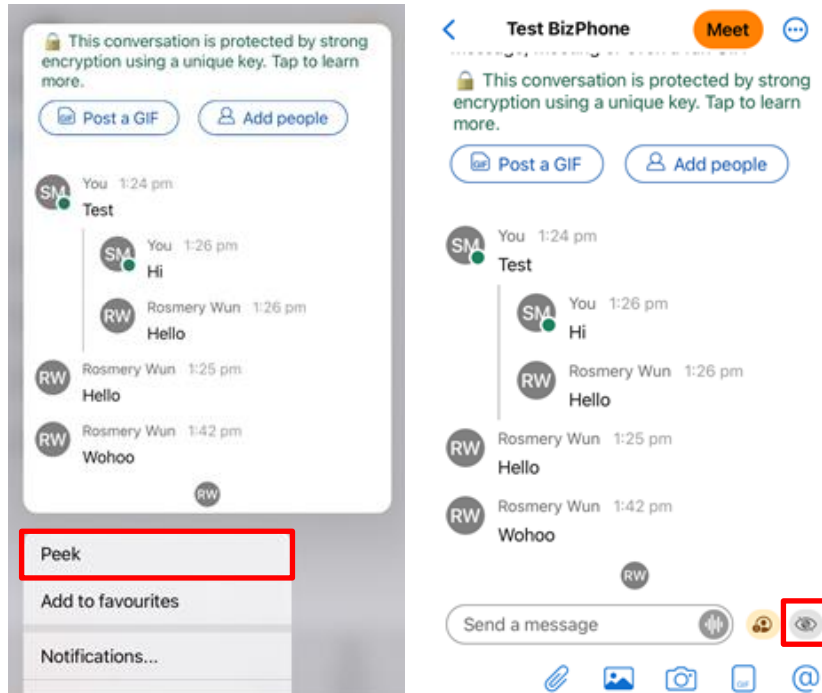 This conversation is protected by strong
encryption using a unique key. Tap to learn
more.
GIF Post a GIF
Add people
SM You 1:24 pm
Test
SM You 1:26 pm
Hi
RW Rosmery Wun 1:26 pm
Hello
RW Rosmery Wun 1:25 pm
Hello
RW Rosmery Wun 1:42 pm
Wohoo
RW
Peek
Add to favourites
Notifications...
Test BizPhone
Meet
This conversation is protected by strong
encryption using a unique key. Tap to learn
more.
GIF Post a GIF
Add people
SM You 1:24 pm
Test
SM You 1:26 pm
Hi
RW Rosmery Wun 1:26 pm
Hello
RW Rosmery Wun 1:25 pm
Hello
RW Rosmery Wun 1:42 pm
Wohoo
RW
Send a message
GIF
@